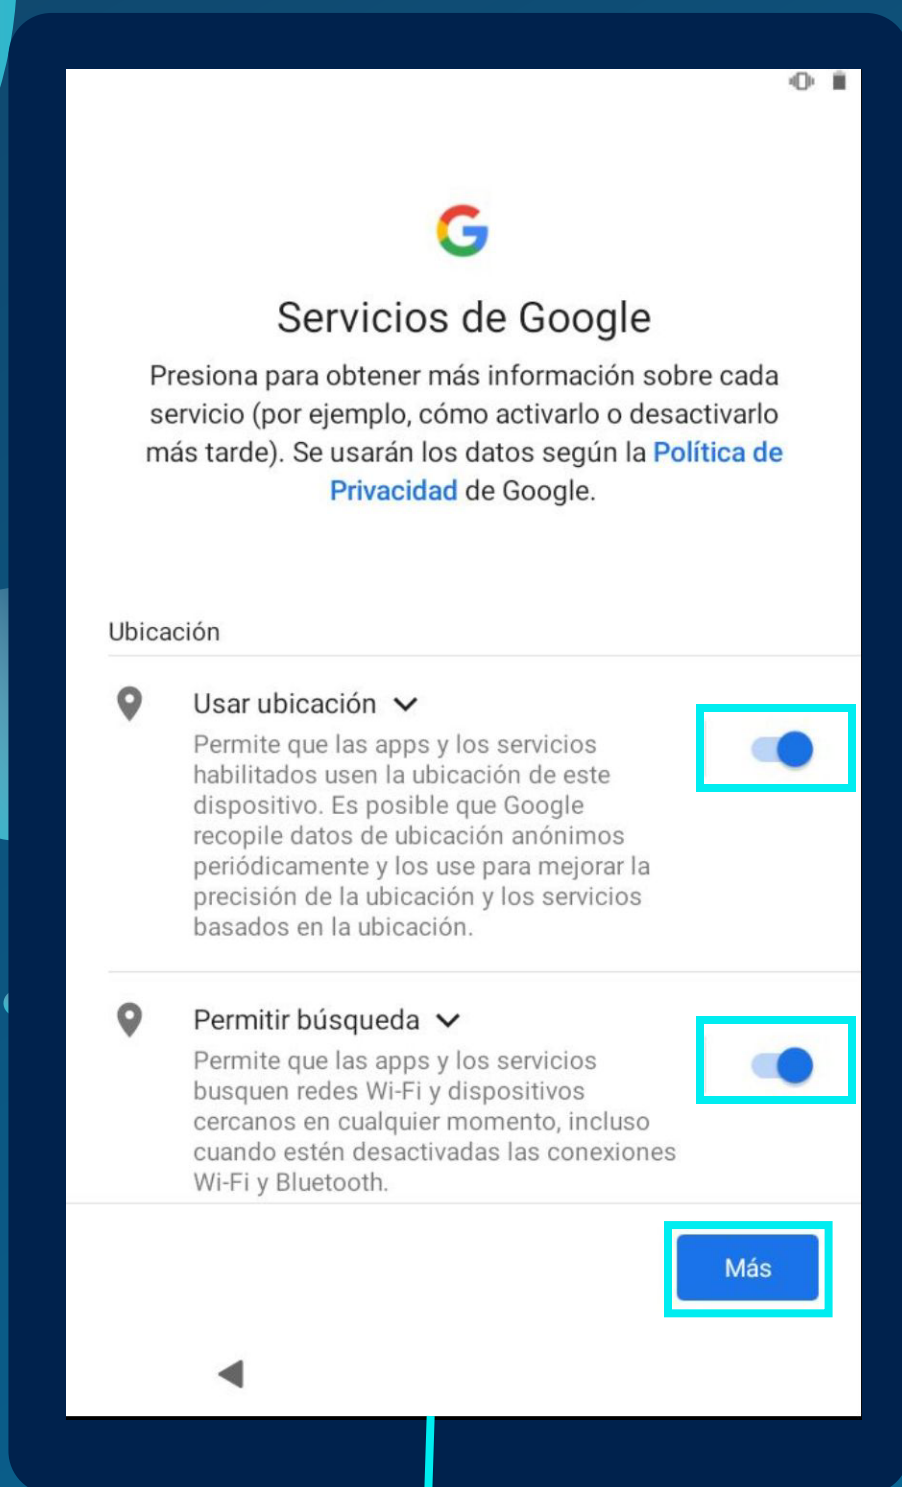 Servicios de Google
Presiona para obtener más información sobre cada
servicio (por ejemplo, cómo activarlo o desactivarlo
más tarde). Se usarán los datos según la Política de
Privacidad de Google.
Ubicación
Usar ubicación
Permite que las apps y los servicios
habilitados usen la ubicación de este
dispositivo. Es posible que Google
recopile datos de ubicación anónimos
periódicamente y los use para mejorar la
precisión de la ubicación y los servicios
basados en la ubicación.
Permitir búsqueda
Permite que las apps y los servicios
busquen redes Wi-Fi y dispositivos
cercanos en cualquier momento, incluso
cuando estén desactivadas las conexiones
Wi-Fi y Bluetooth.
Más